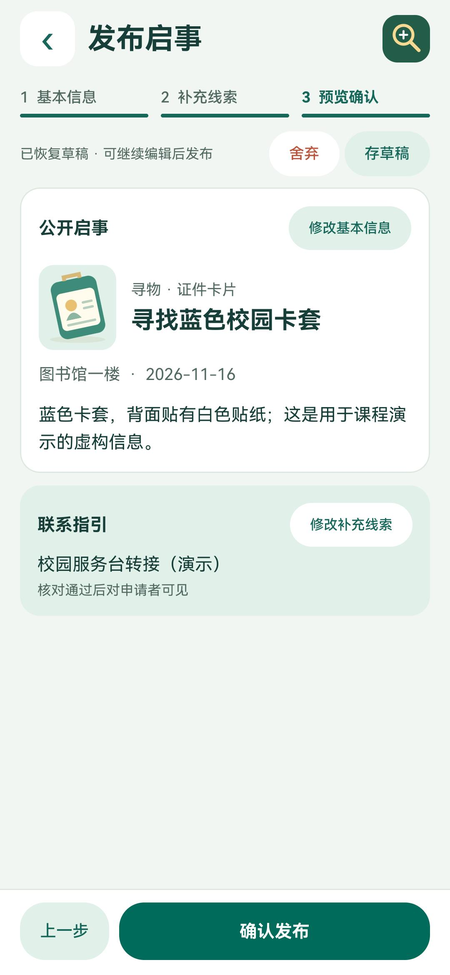 发布启事
1 基本信息
2 补充线索
3 预览确认
已恢复草稿 · 可继续编辑后发布
舍弃
存草稿
公开启事
修改基本信息
寻物 · 证件卡片
寻找蓝色校园卡套
图书馆一楼 · 2026-11-16
蓝色卡套，背面贴有白色贴纸；这是用于课程演
示的虚构信息。
联系指引
修改补充线索
校园服务台转接（演示）
核对通过后对申请者可见
上一步
确认发布